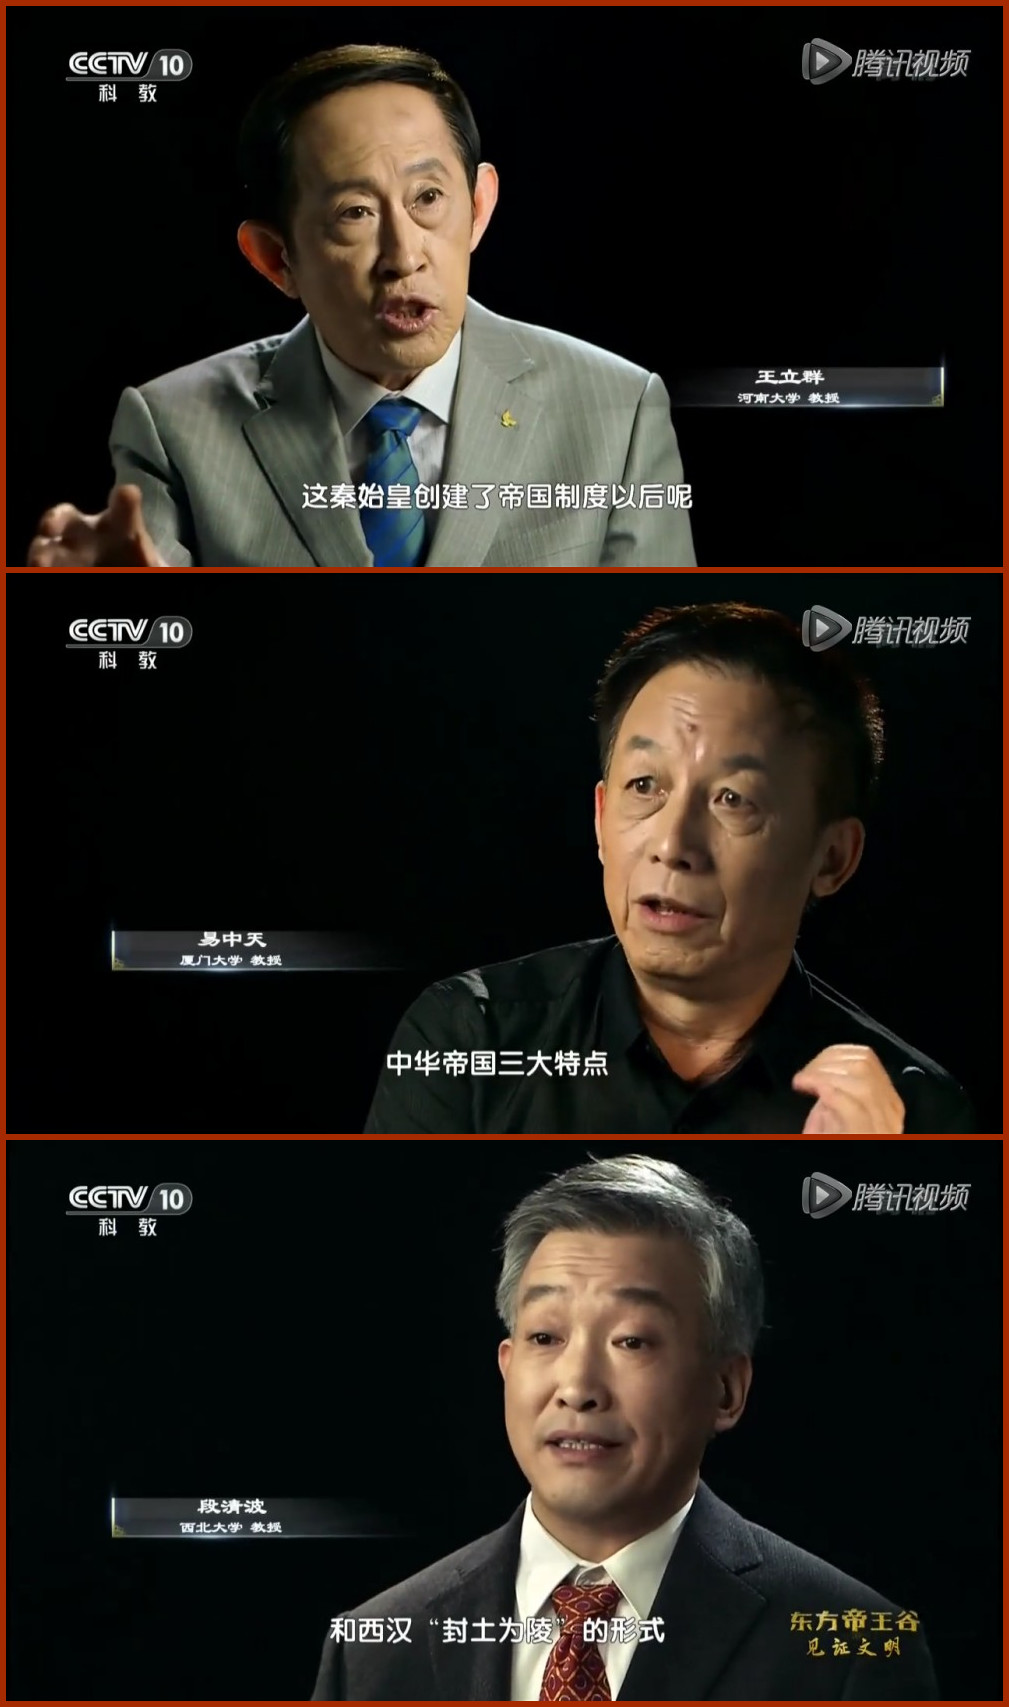 CCTV 10
科 教
腾讯视频
王立群
河南大学 教授
这秦始皇创建了帝国制度以后呢
CCTV 10
科 教
腾讯视频
易中天
厦门大学 教授
中华帝国三大特点
CCTV 10
科 教
腾讯视频
段清波
西北大学 教授
和西汉“封土为陵”的形式
东方帝王谷
见证文明